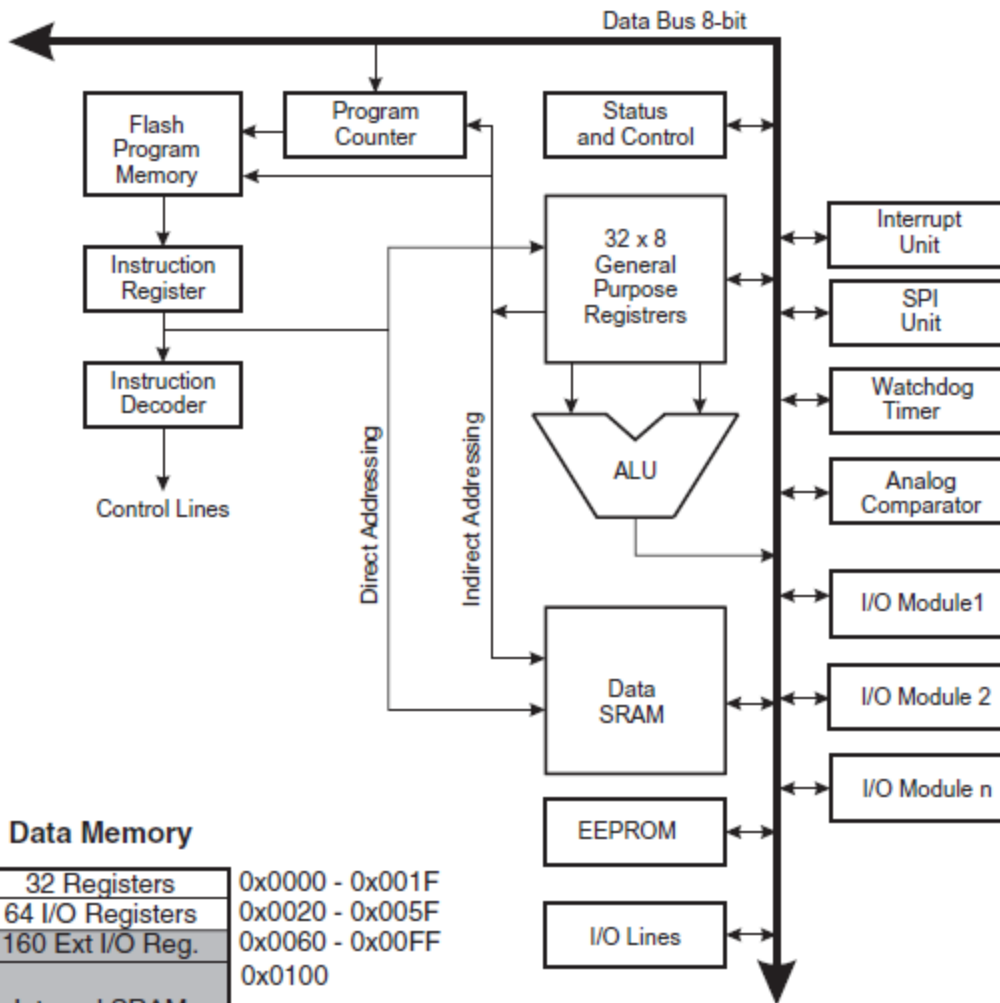 Data Bus 8-bit
Flash
Program
Memory
Program
Counter
Status
and Control
Interrupt
Unit
32 x 8
General
Purpose
Registrers
Instruction
Register
SPI
Unit
Instruction
Decoder
Watchdog
Timer
Direct Addressing
Indirect Addressing
ALU
Analog
Comparator
Control Lines
I/O Module1
Data
SRAM
I/O Module 2
I/O Module n
EEPROM
I/O Lines
Data Memory
32 Registers
0x0000 - 0x001F
64 I/O Registers
0x0020 - 0x005F
160 Ext I/O Reg.
0x0060 - 0x00FF
0x0100